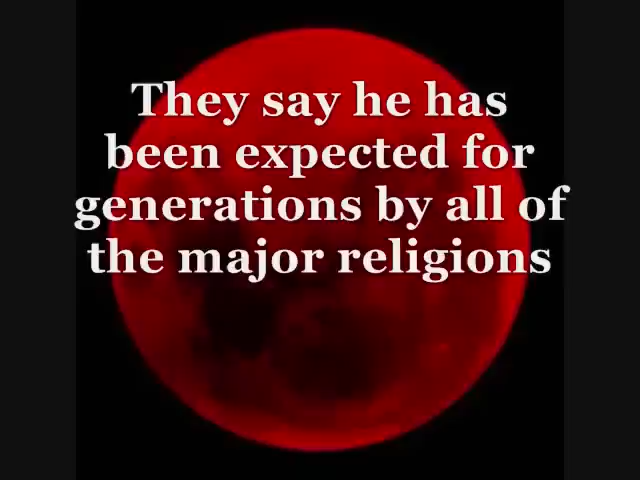 They say he has
been expected for
generations by all of
the major religions